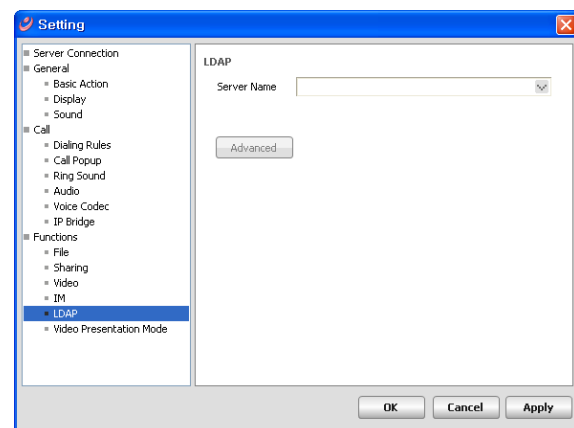 Setting
Server Connection
General
Basic Action
Display
Sound
Call
Dialing Rules
Call Popup
Ring Sound
Audio
Voice Codec
IP Bridge
Functions
File
Sharing
Video
IM
LDAP
Video Presentation Mode
LDAP
Server Name
Advanced
OK
Cancel
Apply